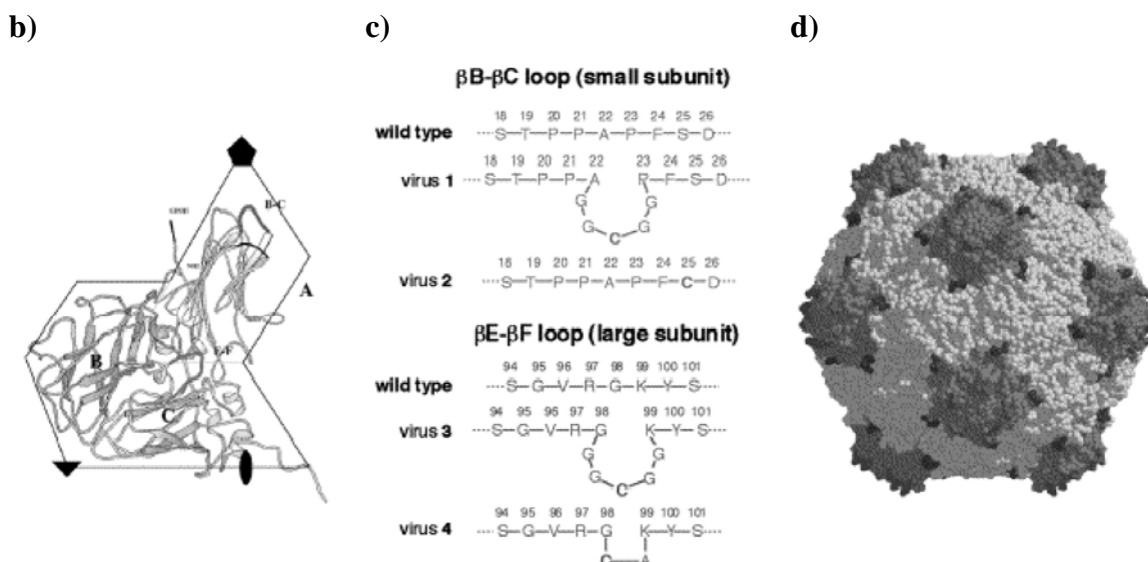 b)
c)
d)
βB-βC loop (small subunit)
18 19 20 21 22 23 24 25 26
wild type ····S—T—P—P—A—P—F—S—D····
18 19 20 21 22 23 24 25 26
virus 1 ····S—T—P—P—A P—F—S—D····
G G
G G
C
18 19 20 21 22 23 24 25 26
virus 2 ····S—T—P—P—A—P—F—C—D····
βE-βF loop (large subunit)
94 95 96 97 98 99 100 101
wild type ····S—G—V—R—G—K—Y—S····
94 95 96 97 98 99 100 101
virus 3 ····S—G—V—R—G K—Y—S····
G G
G G
C
94 95 96 97 98 99 100 101
virus 4 ····S—G—V—R—G K—Y—S····
C—A
B-C
A
B
E-F
C